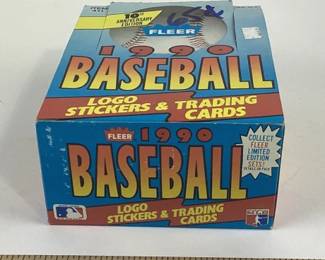 10th
ANNIVERSARY
EDITION
65¢
FLEER
1990
BASEBALL
LOGO
STICKERS & TRADING
CARDS
FLEER
1990
BASEBALL
LOGO
STICKERS & TRADING
CARDS
COLLECT
FLEER
LIMITED
EDITION
SETS!